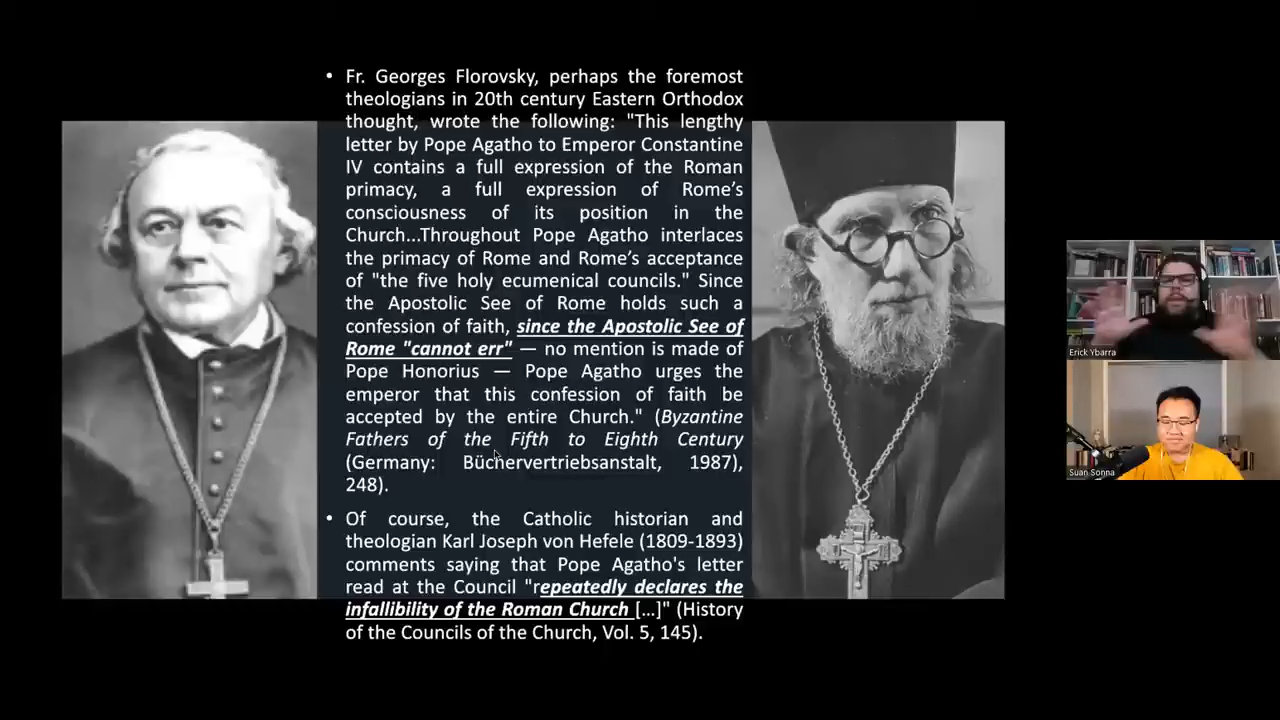 • Fr. Georges Florovsky, perhaps the foremost
theologians in 20th century Eastern Orthodox
thought, wrote the following: "This lengthy
letter by Pope Agatho to Emperor Constantine
IV contains a full expression of the Roman
primacy, a full expression of Rome’s
consciousness of its position in the
Church...Throughout Pope Agatho interlaces
the primacy of Rome and Rome’s acceptance
of "the five holy ecumenical councils." Since
the Apostolic See of Rome holds such a
confession of faith, since the Apostolic See of
Rome "cannot err" — no mention is made of
Pope Honorius — Pope Agatho urges the
emperor that this confession of faith be
accepted by the entire Church." (Byzantine
Fathers of the Fifth to Eighth Century
(Germany: Büchervertriebsanstalt, 1987),
248).
• Of course, the Catholic historian and
theologian Karl Joseph von Hefele (1809-1893)
comments saying that Pope Agatho's letter
read at the Council "repeatedly declares the
infallibility of the Roman Church [...]" (History
of the Councils of the Church, Vol. 5, 145).
Erick Ybarra
Suan Sonna